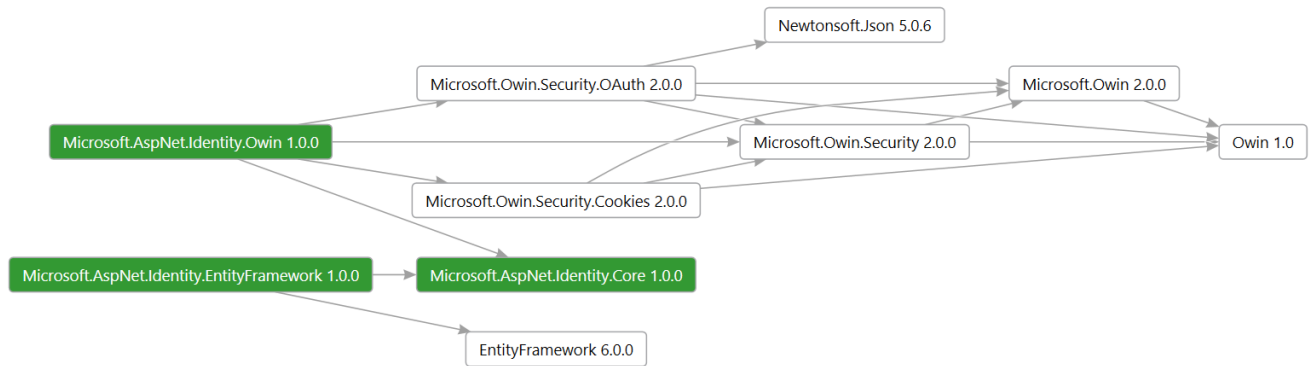 Newtonsoft.Json 5.0.6
Microsoft.Owin.Security.OAuth 2.0.0
Microsoft.Owin 2.0.0
Microsoft.AspNet.Identity.Owin 1.0.0
Microsoft.Owin.Security 2.0.0
Owin 1.0
Microsoft.Owin.Security.Cookies 2.0.0
Microsoft.AspNet.Identity.EntityFramework 1.0.0
Microsoft.AspNet.Identity.Core 1.0.0
EntityFramework 6.0.0